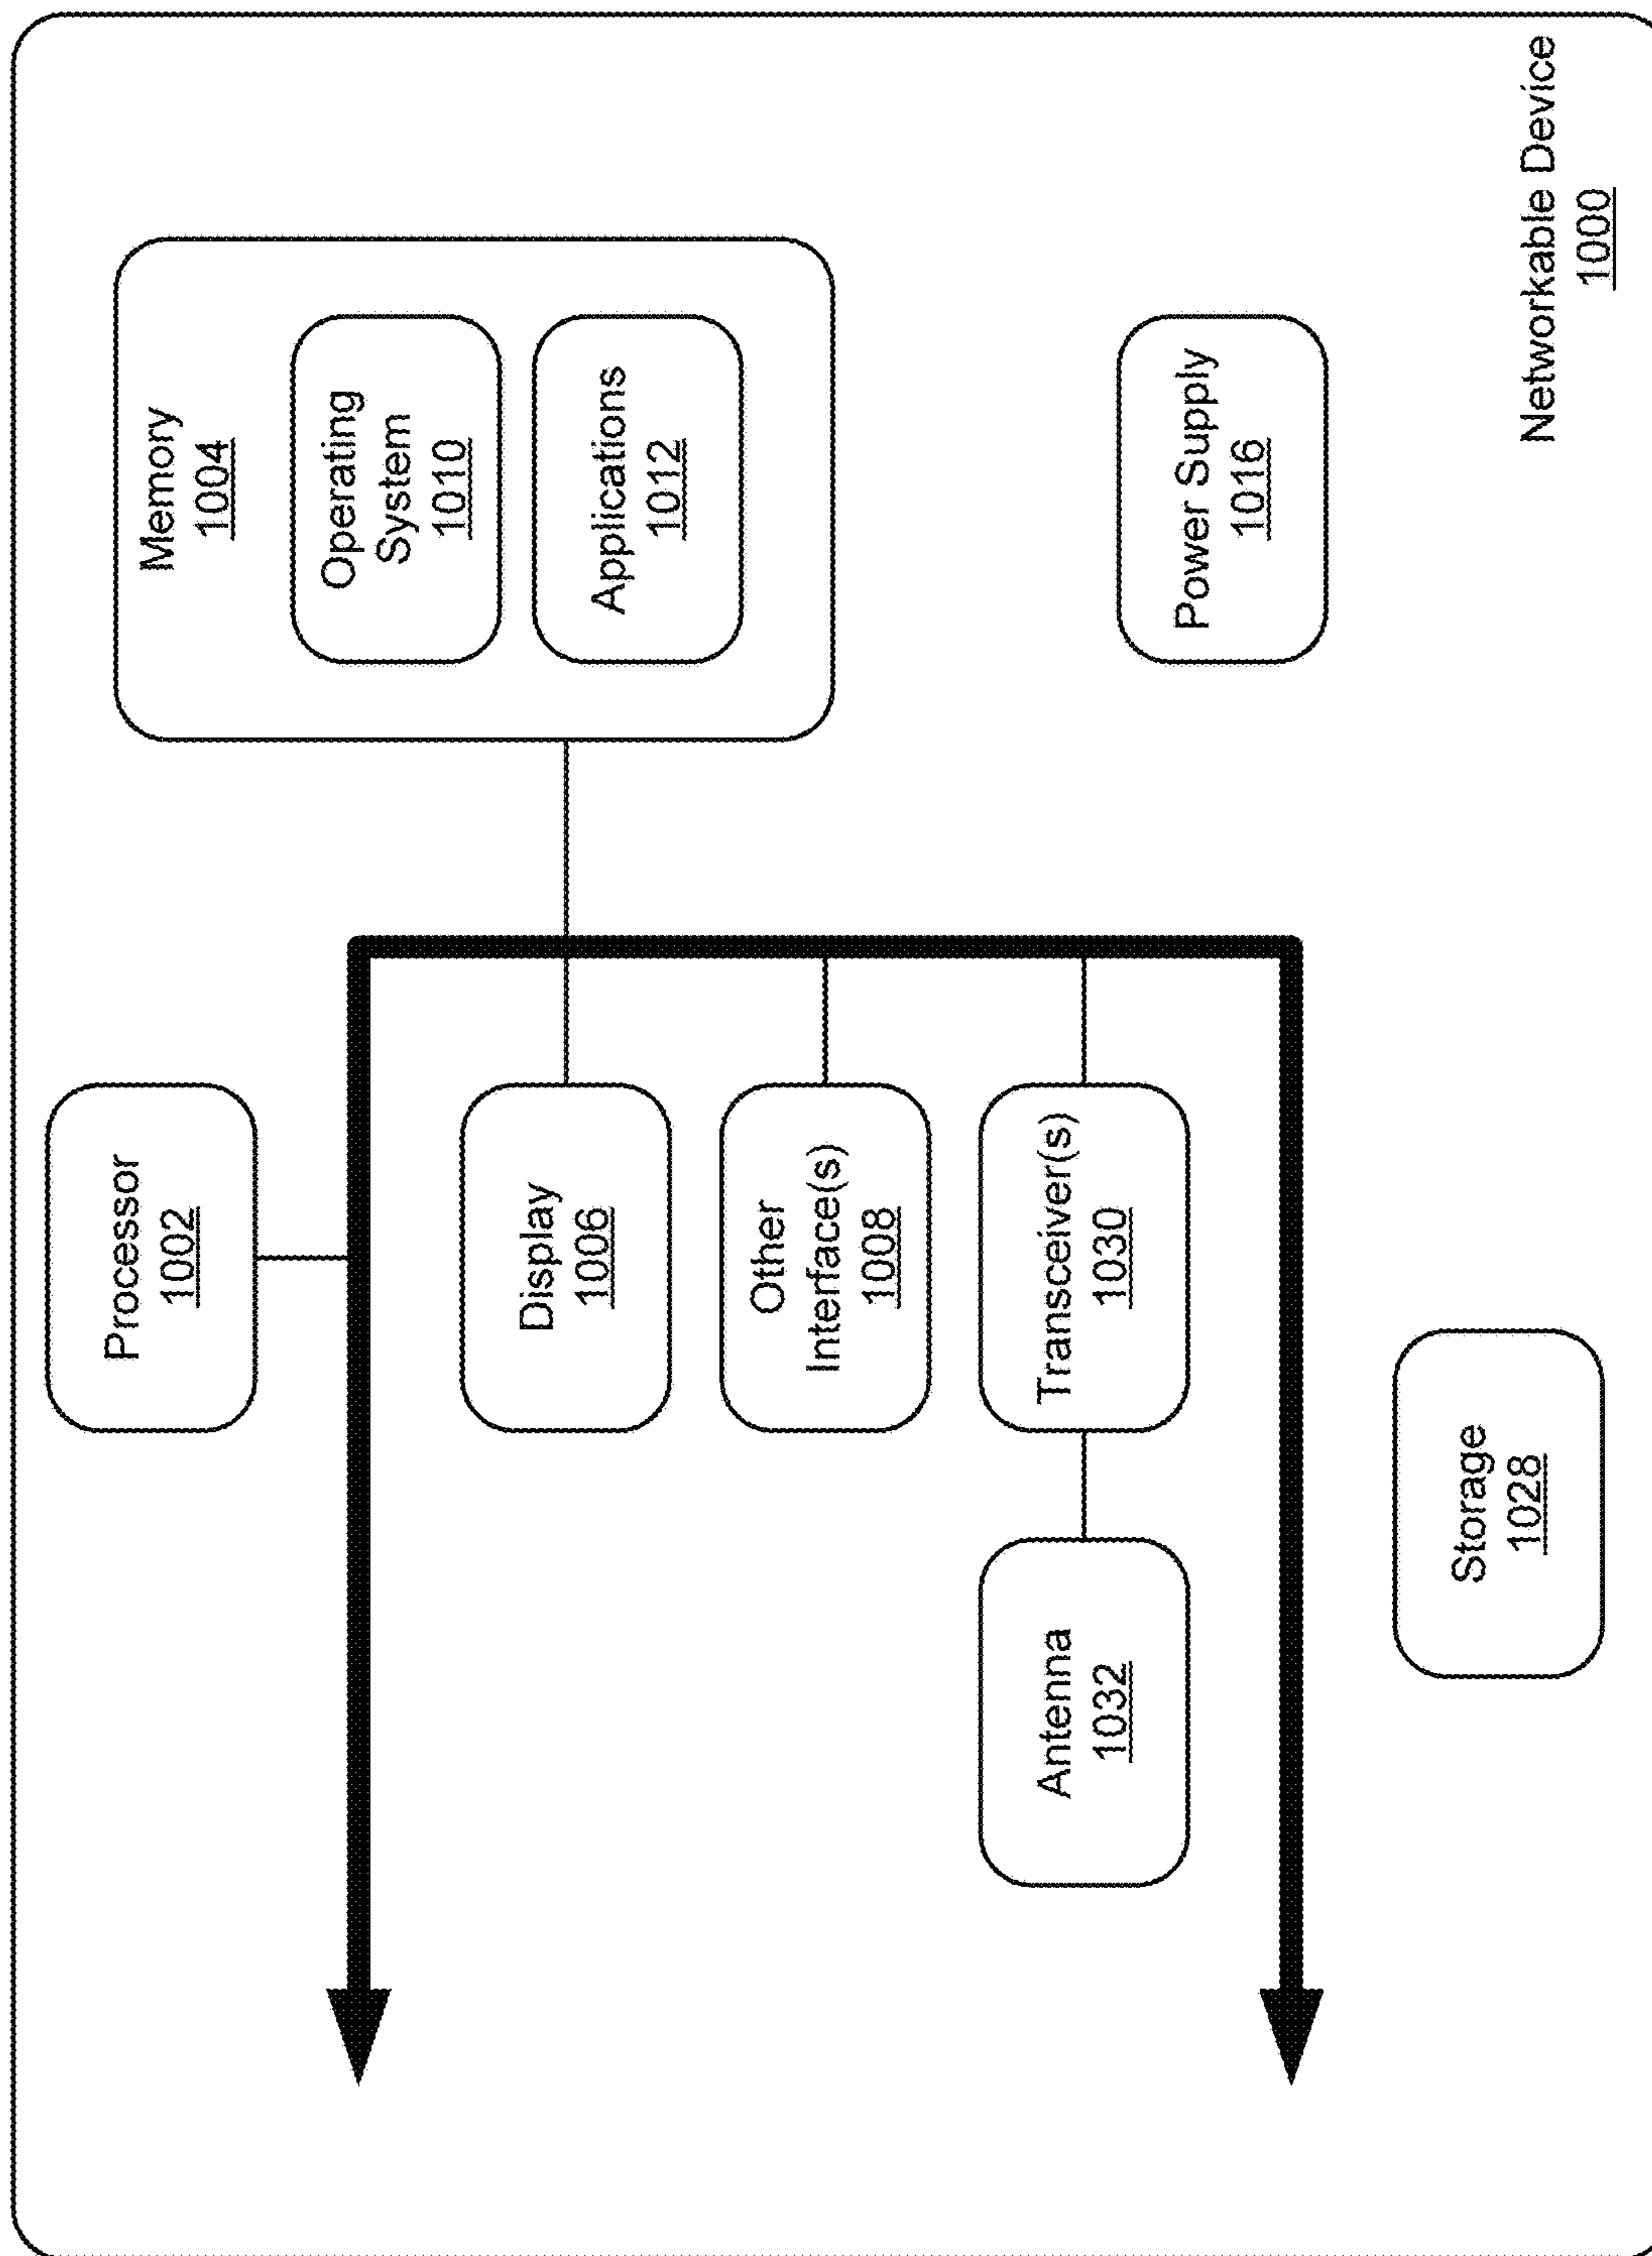 Processor
1002
Memory
1004
Operating
System
1010
Applications
1012
Display
1006
Other
Interface(s)
1008
Antenna
1032
Transceiver(s)
1030
Power Supply
1016
Storage
1028
Networkable Device
1000